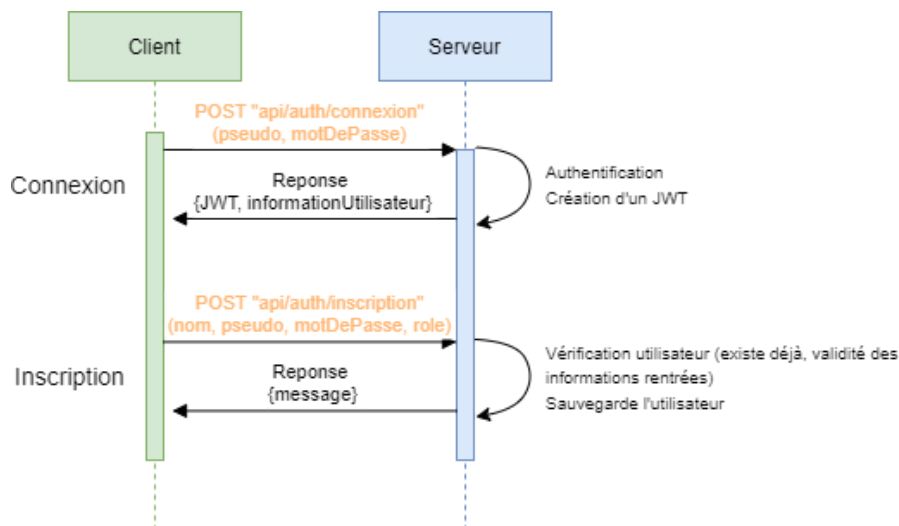 Client
Serveur
POST "api/auth/connexion"
(pseudo, motDePasse)
Connexion
Reponse
{JWT, informationUtilisateur}
Authentification
Création d'un JWT
POST "api/auth/inscription"
(nom, pseudo, motDePasse, role)
Inscription
Reponse
{message}
Vérification utilisateur (existe déjà, validité des
informations rentrées)
Sauvegarde l'utilisateur